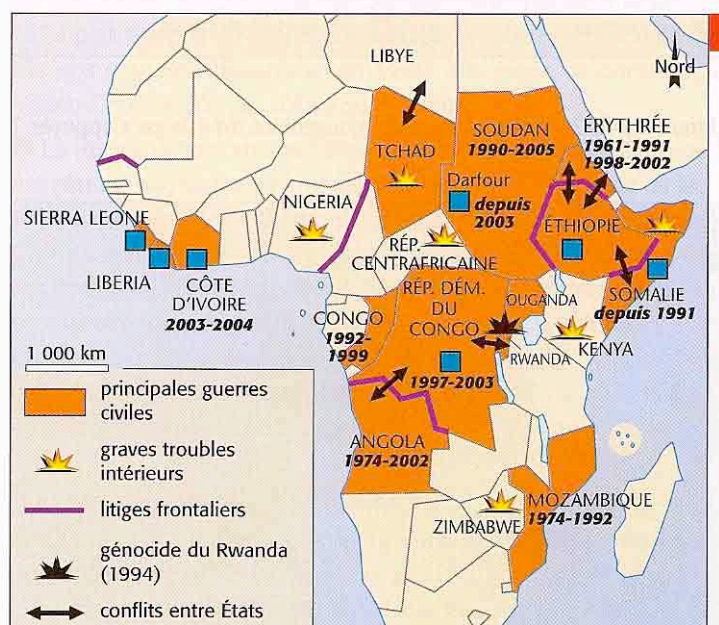 LIBYE
Nord
SOUDAN
1990-2005
ÉRYTHRÉE
1961-1991
1998-2002
TCHAD
Darfour
depuis
2003
NIGERIA
SIERRA LEONE
ÉTHIOPIE
RÉP.
CENTRAFRICAINE
LIBERIA
CÔTE
D'IVOIRE
2003-2004
RÉP. DÉM.
DU
CONGO
1997-2003
OUGANDA
SOMALIE
depuis 1991
CONGO
1992-
1999
RWANDA
KENYA
ANGOLA
1974-2002
MOZAMBIQUE
1974-1992
ZIMBABWE
1 000 km
principales guerres
civiles
graves troubles
intérieurs
litiges frontaliers
génocide du Rwanda
(1994)
conflits entre États